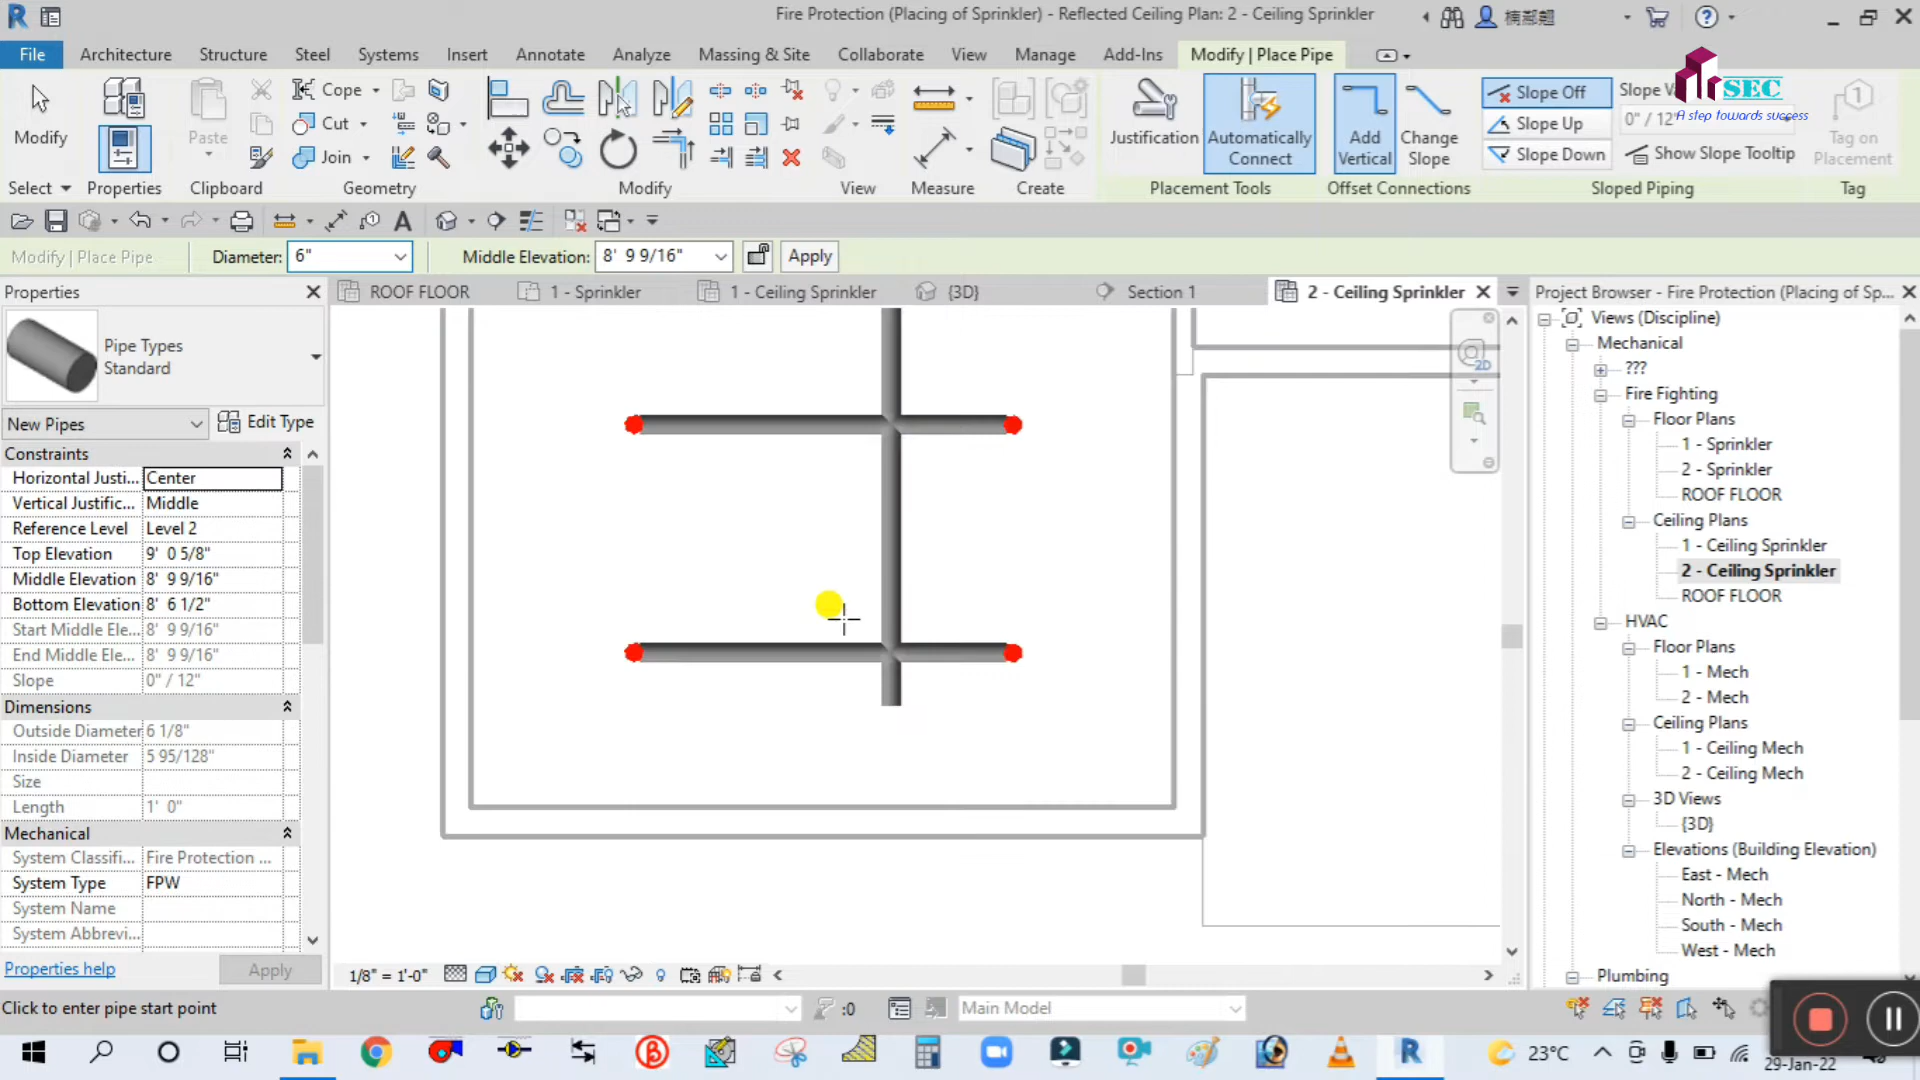 Fire Protection (Placing of Sprinkler) - Reflected Ceiling Plan: 2 - Ceiling Sprinkler
File Architecture Structure Steel Systems Insert Annotate Analyze Massing & Site Collaborate View Manage Add-Ins Modify | Place Pipe
SEC
A step towards success
Modify
Paste
Cope
Cut
Join
Justification
Automatically Connect
Add Vertical
Change Slope
Slope Off
Slope Up
Slope Down
0" / 12"
Show Slope Tooltip
Tag on Placement
Select Properties Clipboard Geometry Modify View Measure Create Placement Tools Offset Connections Sloped Piping Tag
Modify | Place Pipe Diameter: 6" Middle Elevation: 8' 9 9/16" Apply
Properties
ROOF FLOOR 1 - Sprinkler 1 - Ceiling Sprinkler {3D} Section 1 2 - Ceiling Sprinkler
Project Browser - Fire Protection (Placing of Sp...
Pipe Types
Standard
New Pipes Edit Type
Constraints
Horizontal Justi... Center
Vertical Justific... Middle
Reference Level Level 2
Top Elevation 9' 0 5/8"
Middle Elevation 8' 9 9/16"
Bottom Elevation 8' 6 1/2"
Start Middle Ele... 8' 9 9/16"
End Middle Ele... 8' 9 9/16"
Slope 0" / 12"
Dimensions
Outside Diameter 6 1/8"
Inside Diameter 5 95/128"
Size
Length 1' 0"
Mechanical
System Classifi... Fire Protection ...
System Type FPW
System Name
System Abbrevi...
Properties help Apply
2D
Views (Discipline)
Mechanical
???
Fire Fighting
Floor Plans
1 - Sprinkler
2 - Sprinkler
ROOF FLOOR
Ceiling Plans
1 - Ceiling Sprinkler
2 - Ceiling Sprinkler
ROOF FLOOR
HVAC
Floor Plans
1 - Mech
2 - Mech
Ceiling Plans
1 - Ceiling Mech
2 - Ceiling Mech
3D Views
{3D}
Elevations (Building Elevation)
East - Mech
North - Mech
South - Mech
West - Mech
Plumbing
1/8" = 1'-0"
Click to enter pipe start point
:0
Main Model
23°C
29-Jan-22